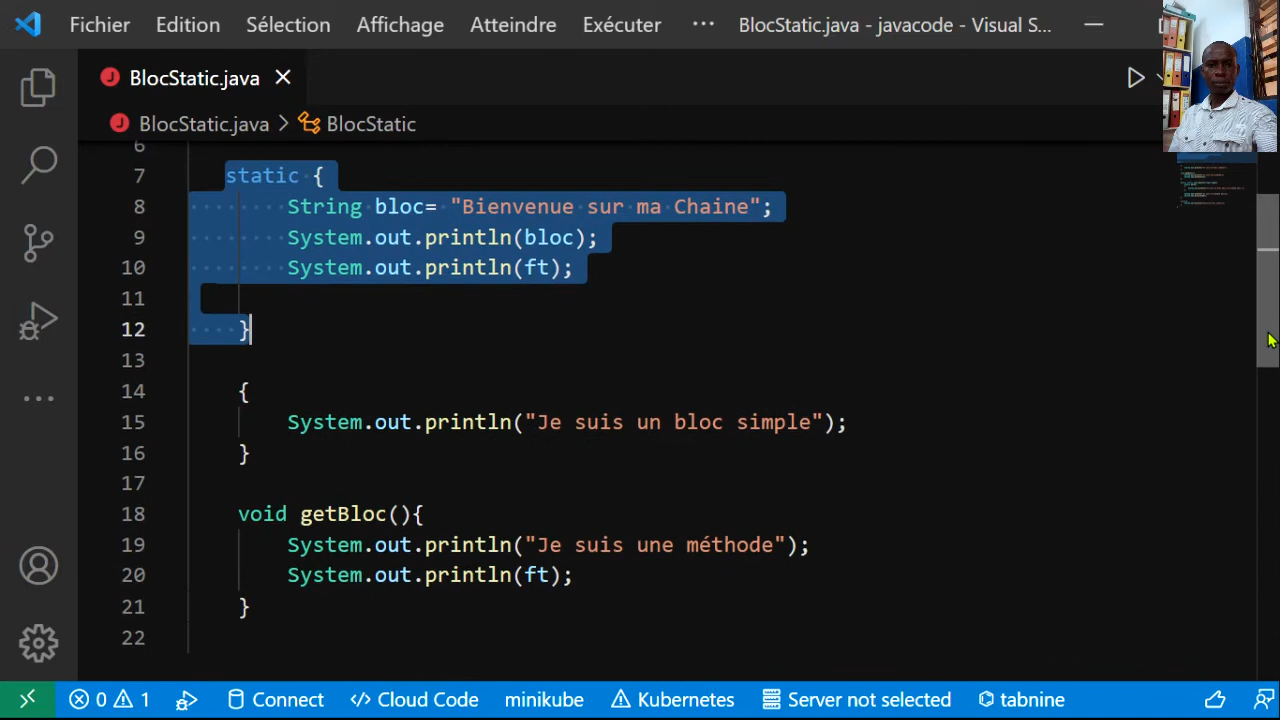 Fichier Edition Sélection Affichage Atteindre Exécuter ··· BlocStatic.java - javacode - Visual S...
BlocStatic.java
BlocStatic.java > BlocStatic
6
7 static {
8 String bloc= "Bienvenue sur ma Chaine";
9 System.out.println(bloc);
10 System.out.println(ft);
11
12 }
13
14 {
15 System.out.println("Je suis un bloc simple");
16 }
17
18 void getBloc(){
19 System.out.println("Je suis une méthode");
20 System.out.println(ft);
21 }
22
0 1 Connect Cloud Code minikube Kubernetes Server not selected tabnine